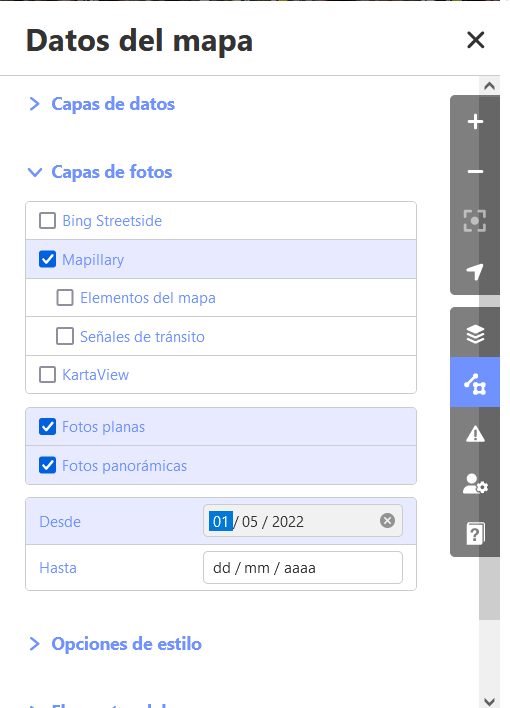 Datos del mapa
Capas de datos
Capas de fotos
Bing Streetside
Mapillary
Elementos del mapa
Señales de tránsito
KartaView
Fotos planas
Fotos panorámicas
Desde 01 / 05 / 2022
Hasta dd / mm / aaaa
Opciones de estilo